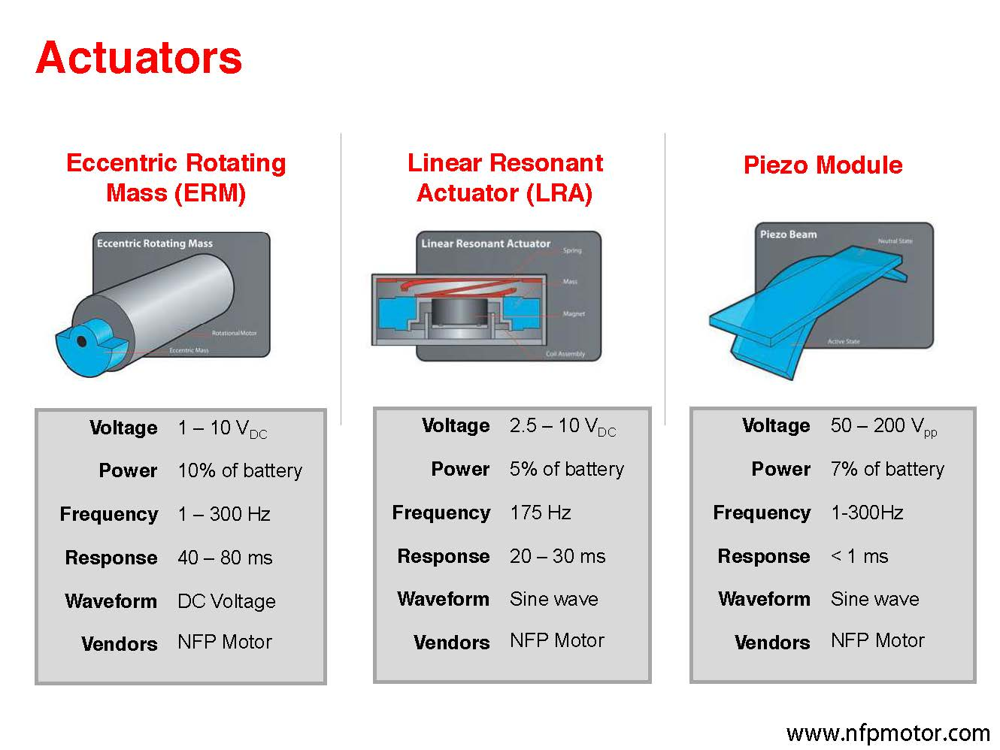 Actuators
Eccentric Rotating
Mass (ERM)
Eccentric Rotating Mass
Rotational Motor
Eccentric Mass
Voltage 1 – 10 VDC
Power 10% of battery
Frequency 1 – 300 Hz
Response 40 – 80 ms
Waveform DC Voltage
Vendors NFP Motor
Linear Resonant
Actuator (LRA)
Linear Resonant Actuator
Spring
Mass
Magnet
Coil Assembly
Voltage 2.5 – 10 VDC
Power 5% of battery
Frequency 175 Hz
Response 20 – 30 ms
Waveform Sine wave
Vendors NFP Motor
Piezo Module
Piezo Beam
Neutral State
Active State
Voltage 50 – 200 Vpp
Power 7% of battery
Frequency 1-300Hz
Response < 1 ms
Waveform Sine wave
Vendors NFP Motor
www.nfpmotor.com